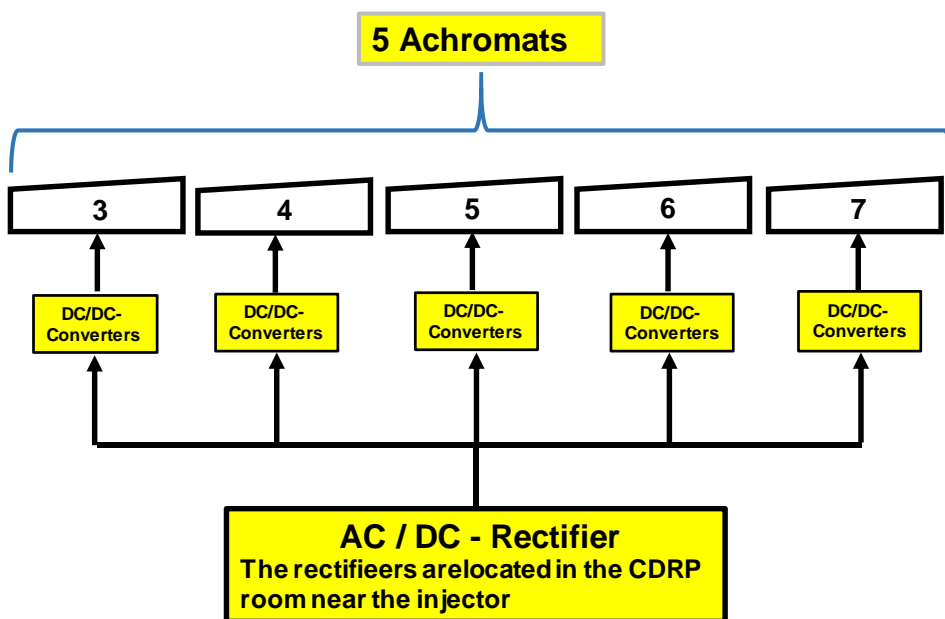 5 Achromats
3
4
5
6
7
DC/DC-
Converters
DC/DC-
Converters
DC/DC-
Converters
DC/DC-
Converters
DC/DC-
Converters
AC / DC - Rectifier
The rectifieers arelocated in the CDRP
room near the injector